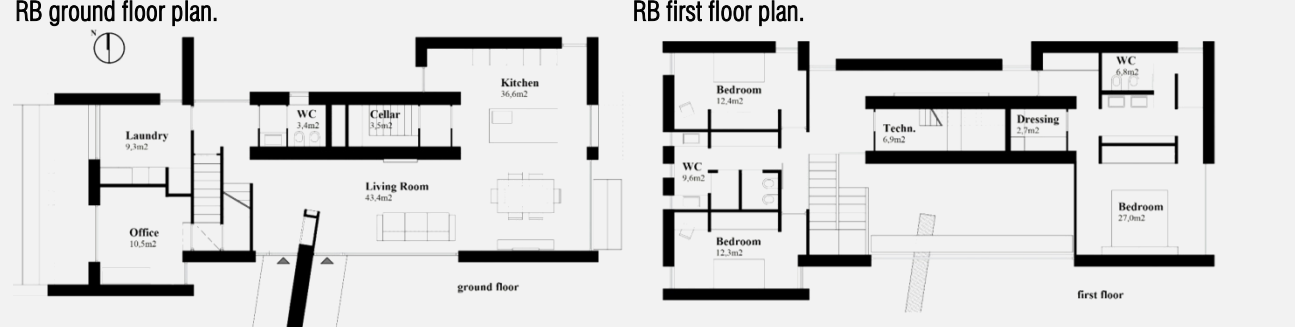 RB ground floor plan.
N
Kitchen
36,6m2
WC
3,4m2
Cellar
3,5m2
Laundry
9,3m2
Living Room
43,4m2
Office
10,5m2
ground floor
RB first floor plan.
WC
6,8m2
Bedroom
12,4m2
Techn.
6,9m2
Dressing
2,7m2
WC
9,6m2
Bedroom
27,0m2
Bedroom
12,3m2
first floor